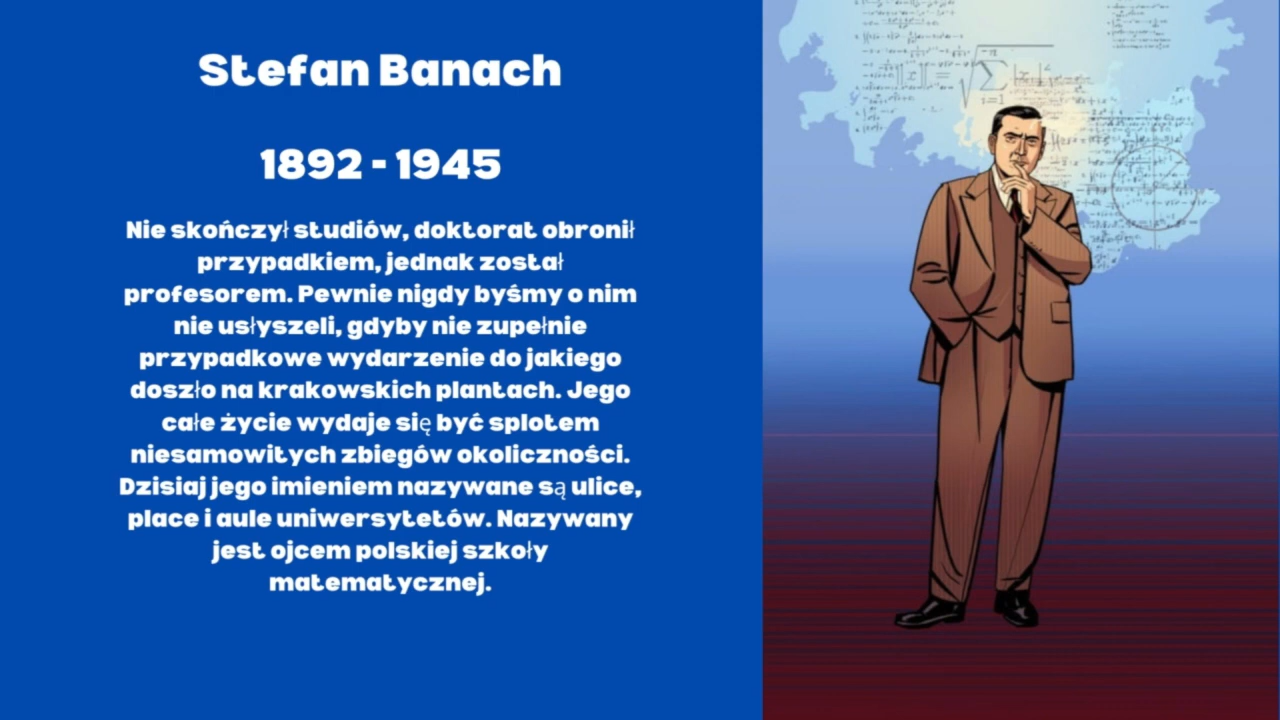 Stefan Banach
1892 - 1945
Nie skończył studiów, doktorat obronił
przypadkiem, jednak został
profesorem. Pewnie nigdy byśmy o nim
nie usłyszeli, gdyby nie zupełnie
przypadkowe wydarzenie do jakiego
doszło na krakowskich plantach. Jego
całe życie wydaje się być splotem
niesamowitych zbiegów okoliczności.
Dzisiaj jego imieniem nazywane są ulice,
place i aule uniwersytetów. Nazywany
jest ojcem polskiej szkoły
matematycznej.